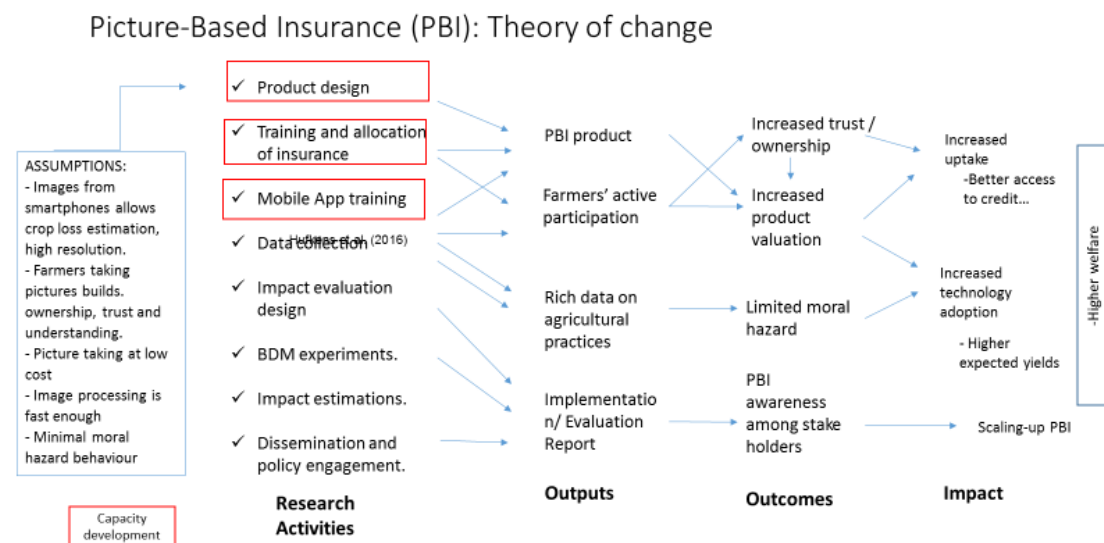 Picture-Based Insurance (PBI): Theory of change
ASSUMPTIONS:
- Images from
smartphones allows
crop loss estimation,
high resolution.
- Farmers taking
pictures builds.
ownership, trust and
understanding.
- Picture taking at low
cost
- Image processing is
fast enough
- Minimal moral
hazard behaviour
Capacity
development
✓ Product design
✓ Training and allocation
of insurance
✓ Mobile App training
Hufkens et al. (2016)
✓ Data collection
✓ Impact evaluation
design
✓ BDM experiments.
✓ Impact estimations.
✓ Dissemination and
policy engagement.
Research
Activities
PBI product
Farmers' active
participation
Rich data on
agricultural
practices
Implementatio
n/ Evaluation
Report
Outputs
Increased trust /
ownership
Increased
product
valuation
Limited moral
hazard
PBI
awareness
among stake
holders
Outcomes
Increased
uptake
-Better access
to credit...
Increased
technology
adoption
- Higher
expected yields
Scaling-up PBI
Impact
-Higher welfare